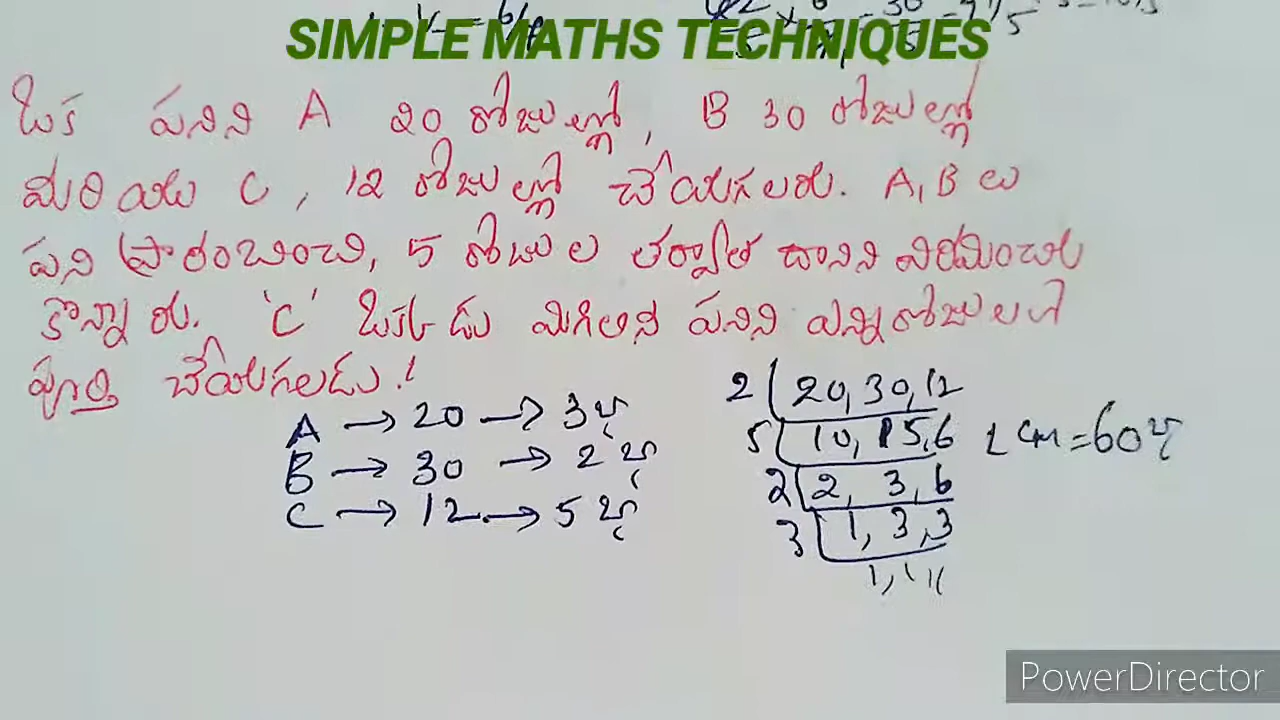 SIMPLE MATHS TECHNIQUES
ఒక పనిని A 20 రోజుల్లో, B 30 రోజుల్లో
మరియు C, 12 రోజుల్లో చేయగలరు. A, B లు
పని ప్రారంభించి, 5 రోజుల తర్వాత దానిని విరమించు
కొన్నారు. 'C' ఒక్కడు మిగిలిన పనిని ఎన్ని రోజులలో
పూర్తి చేయగలడు.?
A → 20 → 3యూ
B → 30 → 2 యూ
C → 12 → 5 యూ
2 20, 30, 12
5 10, 15, 6 LCM = 60యూ
2 2, 3, 6
3 1, 3, 3
1, 1, 1
PowerDirector